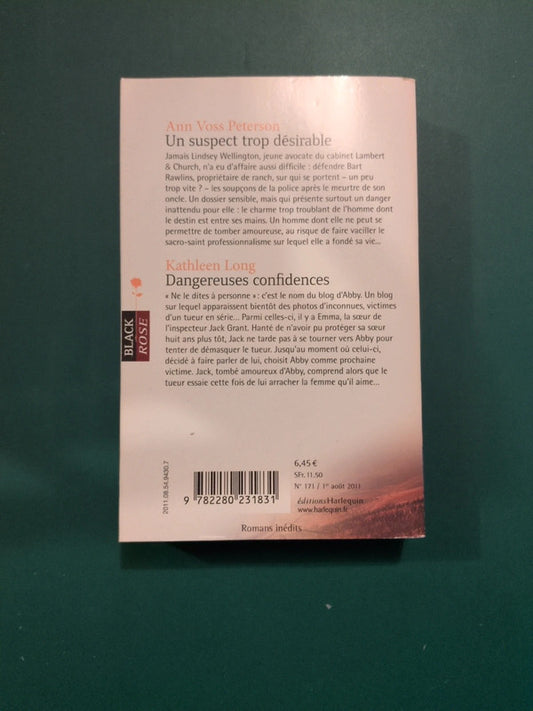 Ann Voss Peterson
Un suspect trop désirable
Jamais Lindsey Wellington, jeune avocate du cabinet Lambert
& Church, n'a eu d'affaire aussi difficile : défendre Bart
Rawlins, propriétaire de ranch, sur qui se portent – un peu
trop vite ? – les soupçons de la police après le meurtre de son
oncle. Un dossier sensible, mais qui présente surtout un danger
inattendu pour elle : le charme trop troublant de l'homme dont
le destin est entre ses mains. Un homme dont elle ne peut se
permettre de tomber amoureuse, au risque de faire vaciller le
sacro-saint professionnalisme sur lequel elle a fondé sa vie...
Kathleen Long
Dangereuses confidences
« Ne le dites à personne » : c'est le nom du blog d'Abby. Un blog
sur lequel apparaissent bientôt des photos d'inconnues, victimes
d'un tueur en série... Parmi celles-ci, il y a Emma, la sœur de
l'inspecteur Jack Grant. Hanté de n'avoir pu protéger sa sœur
huit ans plus tôt, Jack ne tarde pas à se tourner vers Abby pour
tenter de démasquer le tueur. Jusqu'au moment où celui-ci,
décidé à faire parler de lui, choisit Abby comme prochaine
victime. Jack, tombé amoureux d'Abby, comprend alors que le
tueur essaie cette fois de lui arracher la femme qu'il aime...
BLACK
ROSE
2011.08.54.9430.7
9 782280 231831
6,45 €
SFr. 11.50
N° 171 / 1er août 2011
éditionsHarlequin
www.harlequin.fr
Romans inédits...